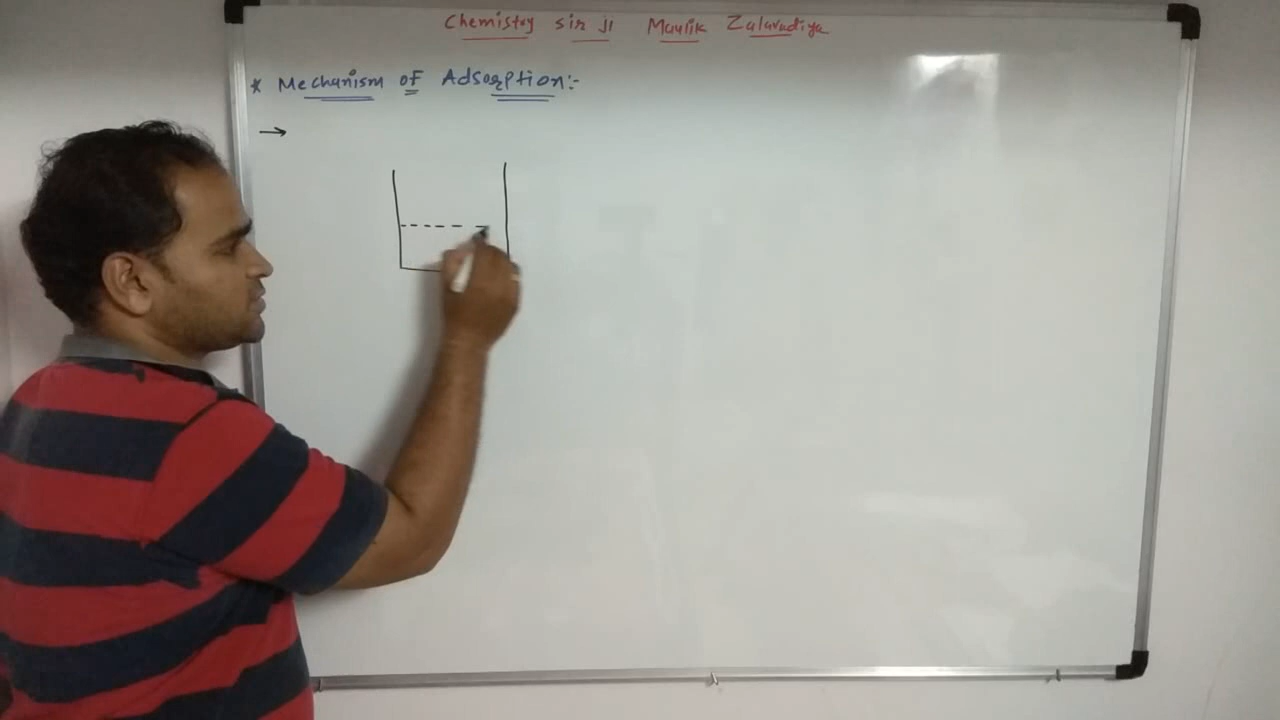 Chemistry sir ji Maulik Zalavadiya
* Mechanism of Adsorption:-
→